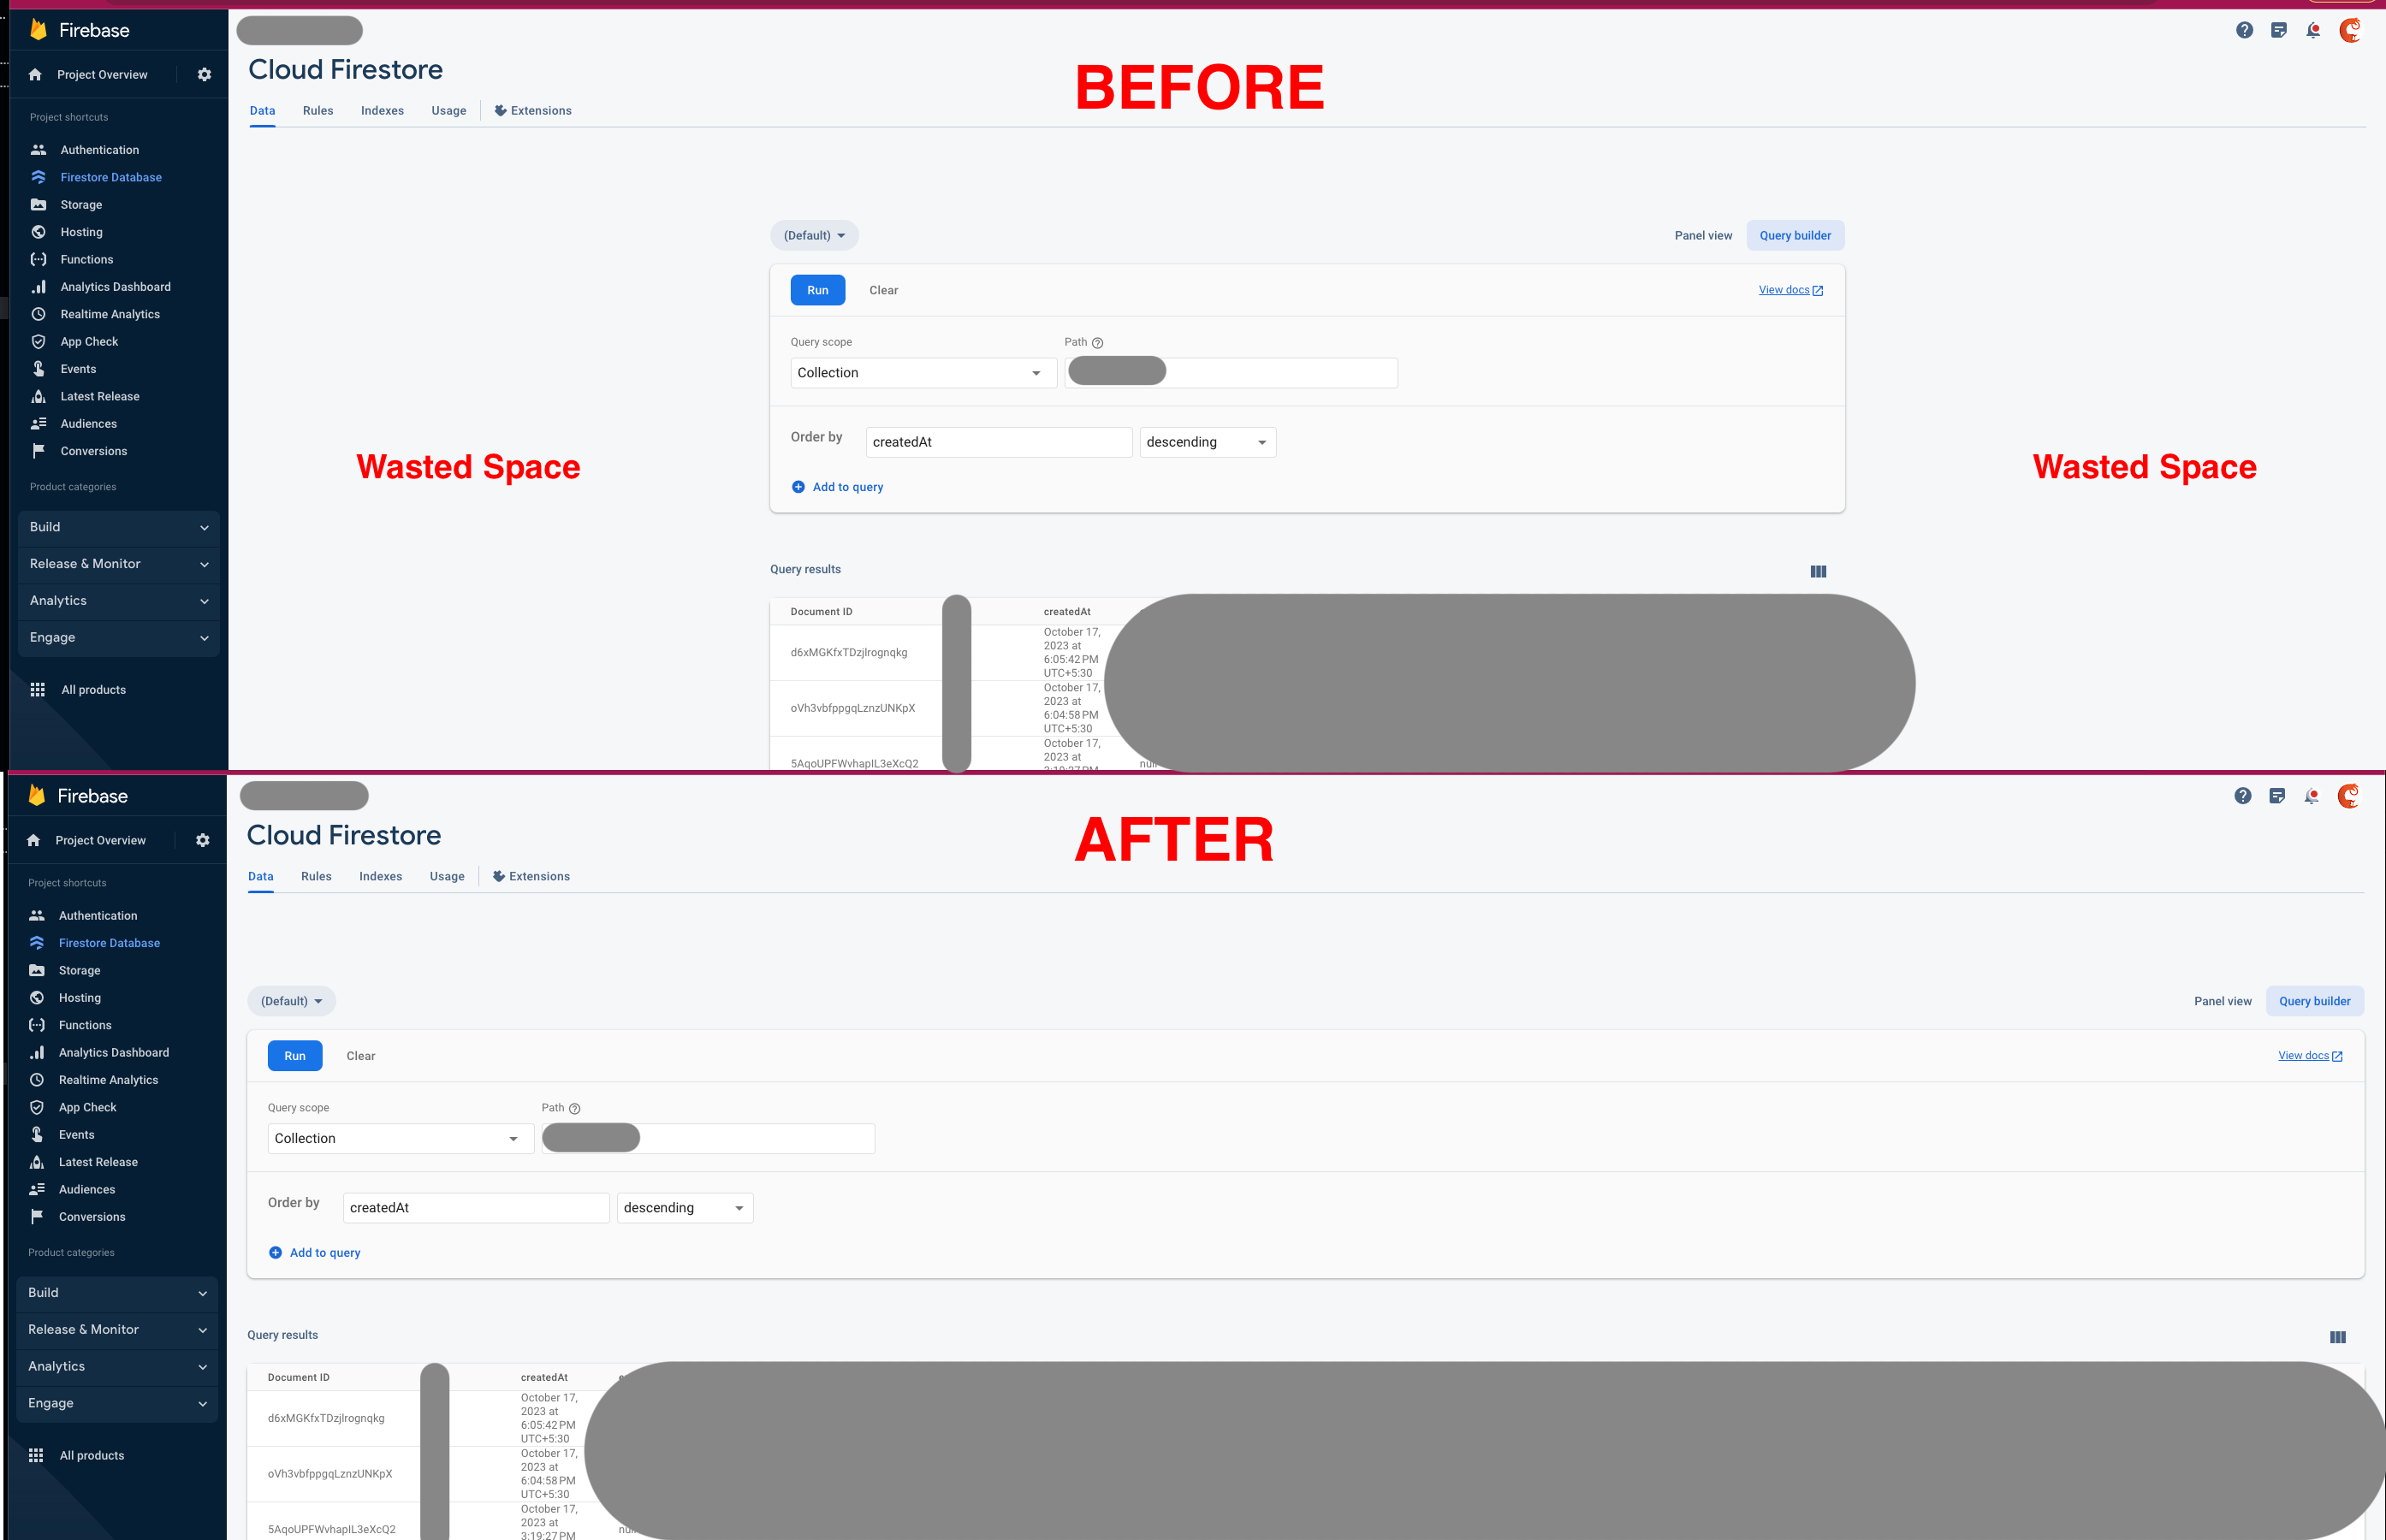 Firebase
Project Overview
Project shortcuts
Authentication
Firestore Database
Storage
Hosting
Functions
Analytics Dashboard
Realtime Analytics
App Check
Events
Latest Release
Audiences
Conversions
Product categories
Build
Release & Monitor
Analytics
Engage
All products
Cloud Firestore
BEFORE
Data Rules Indexes Usage Extensions
(Default) Panel view Query builder
Run Clear View docs
Query scope Path
Collection
Order by createdAt descending
Wasted Space Wasted Space
Add to query
Query results
Document ID createdAt
d6xMGKfxTDzjlrognqkg
October 17,
2023 at
6:05:42 PM
UTC+5:30
oVh3vbfppgqLznzUNKpX
October 17,
2023 at
6:04:58 PM
UTC+5:30
5AqoUPFWvhapIL3eXcQ2
October 17,
2023 at
3:19:27 PM
Firebase
Project Overview
Project shortcuts
Authentication
Firestore Database
Storage
Hosting
Functions
Analytics Dashboard
Realtime Analytics
App Check
Events
Latest Release
Audiences
Conversions
Product categories
Build
Release & Monitor
Analytics
Engage
All products
Cloud Firestore
AFTER
Data Rules Indexes Usage Extensions
(Default) Panel view Query builder
Run Clear View docs
Query scope Path
Collection
Order by createdAt descending
Add to query
Query results
Document ID createdAt
d6xMGKfxTDzjlrognqkg
October 17,
2023 at
6:05:42 PM
UTC+5:30
oVh3vbfppgqLznzUNKpX
October 17,
2023 at
6:04:58 PM
UTC+5:30
5AqoUPFWvhapIL3eXcQ2
October 17,
2023 at
3:19:27 PM